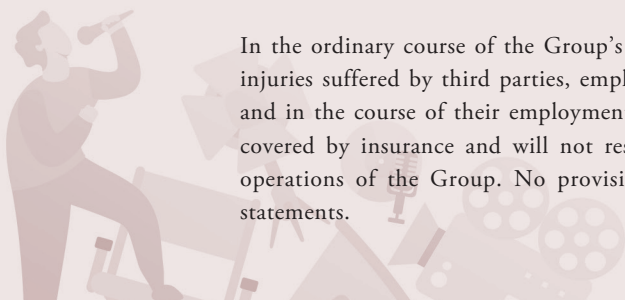 In the ordinary course of the Group’s
injuries suffered by third parties, empl
and in the course of their employmen
covered by insurance and will not res
operations of the Group. No provisi
statements.